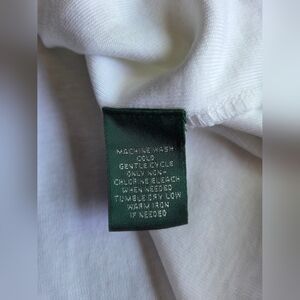 MACHINE WASH
COLD
GENTLE CYCLE
ONLY NON-
CHLORINE BLEACH
WHEN NEEDED
TUMBLE DRY LOW
WARM IRON
IF NEEDED